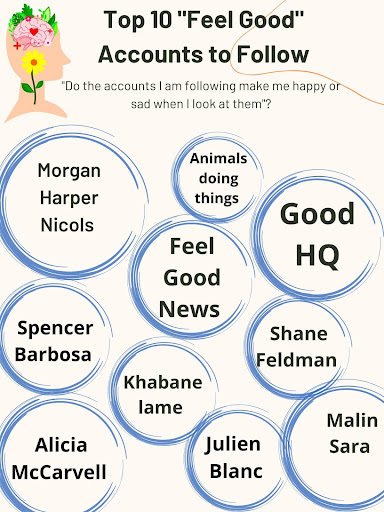 Top 10 "Feel Good"
Accounts to Follow
"Do the accounts I am following make me happy or
sad when I look at them"?
Morgan
Harper
Nicols
Animals
doing
things
Good
HQ
Feel
Good
News
Spencer
Barbosa
Shane
Feldman
Khabane
lame
Malin
Sara
Alicia
McCarvell
Julien
Blanc